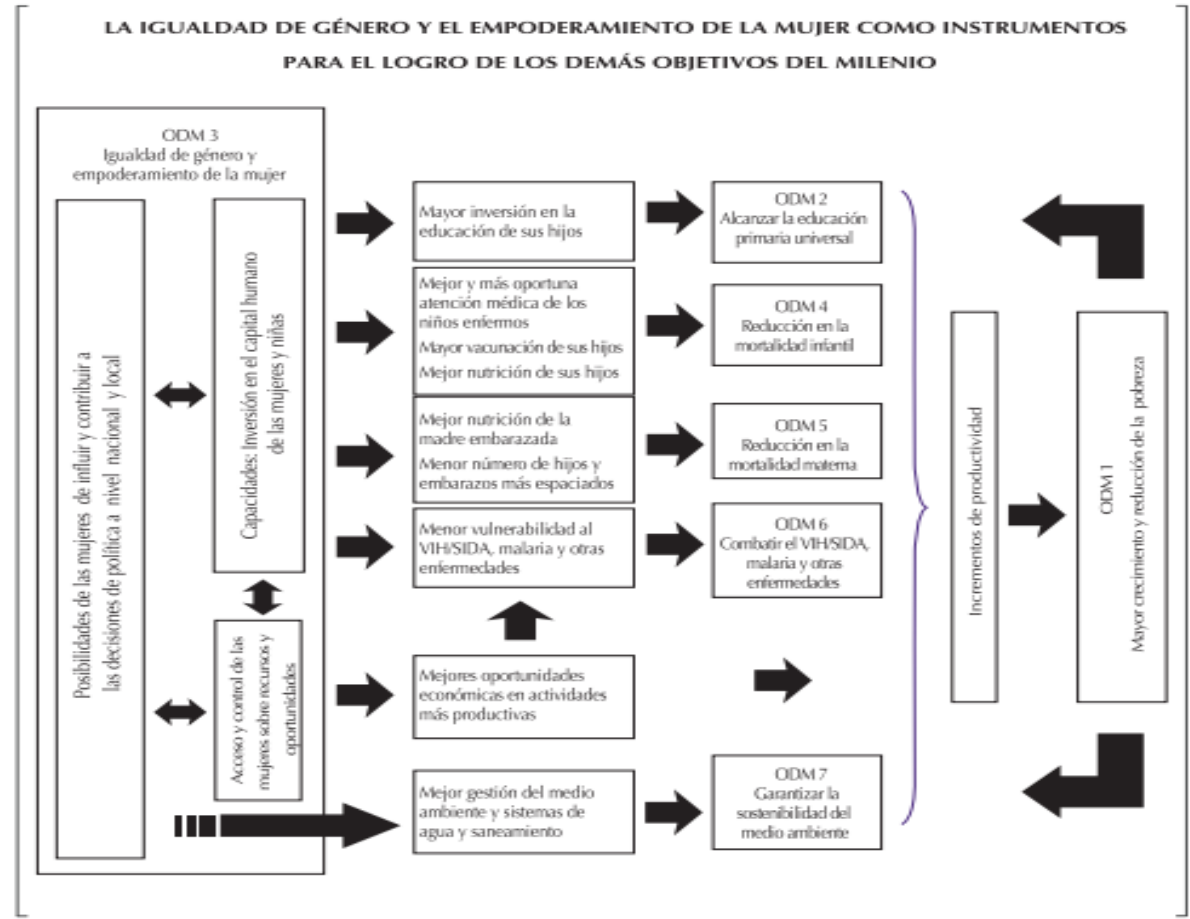 LA IGUALDAD DE GÉNERO Y EL EMPODERAMIENTO DE LA MUJER COMO INSTRUMENTOS
PARA EL LOGRO DE LOS DEMÁS OBJETIVOS DEL MILENIO
ODM 3
Igualdad de género y
empoderamiento de la mujer
Posibilidades de las mujeres de influir y contribuir a
las decisiones de política a nivel nacional y local
Capacidades: Inversión en el capital humano
de las mujeres y niñas
Acceso y control de las
mujeres sobre recursos y
oportunidades
Mayor inversión en la
educación de sus hijos
Mejor y más oportuna
atención médica de los
niños enfermos
Mayor vacunación de sus hijos
Mejor nutrición de sus hijos
Mejor nutrición de la
madre embarazada
Menor número de hijos y
embarazos más espaciados
Menor vulnerabilidad al
VIH/SIDA, malaria y otras
enfermedades
Mejores oportunidades
económicas en actividades
más productivas
Mejor gestión del medio
ambiente y sistemas de
agua y saneamiento
ODM 2
Alcanzar la educación
primaria universal
ODM 4
Reducción en la
mortalidad infantil
ODM 5
Reducción en la
mortalidad materna
ODM 6
Combatir el VIH/SIDA,
malaria y otras
enfermedades
ODM 7
Garantizar la
sostenibilidad del
medio ambiente
Incrementos de productividad
ODM 1
Mayor crecimiento y reducción de la pobreza